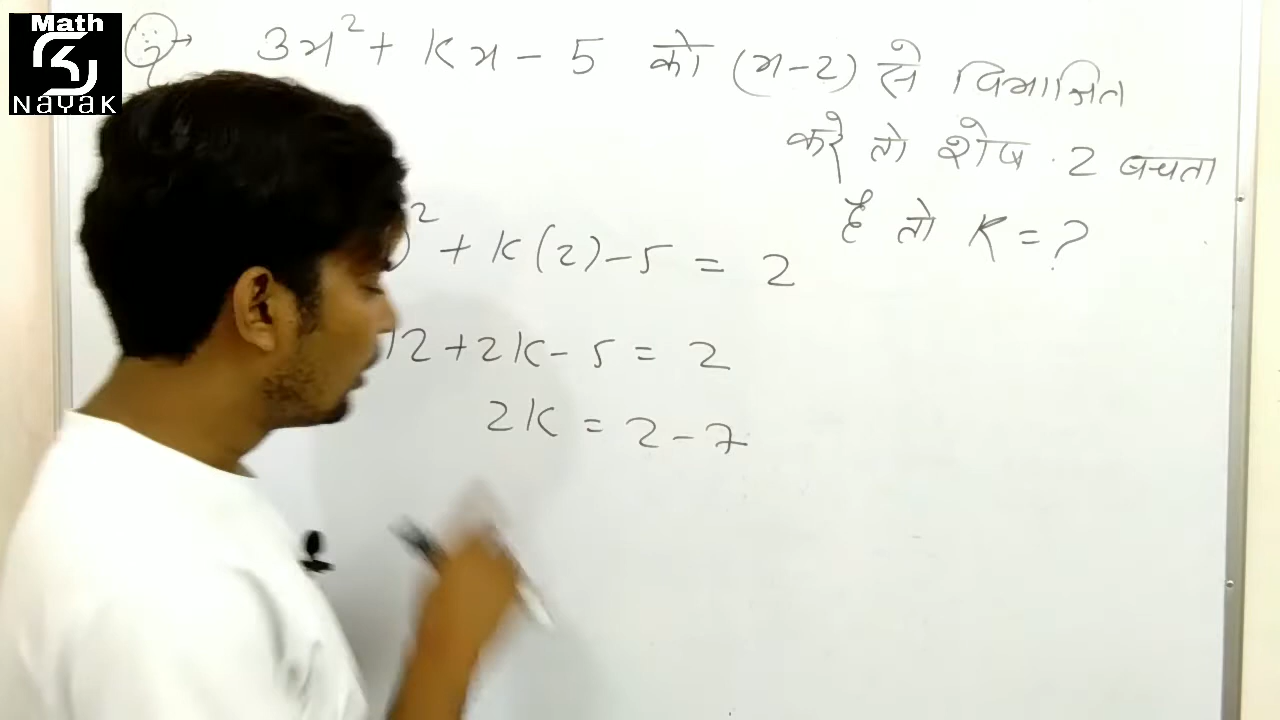 Math
NAYAK
Q→ 3x² + kx - 5 को (x-2) से विभाजित
करे तो शेष 2 बचता
है तो K = ?
)² + k(2) - 5 = 2
12 + 2k - 5 = 2
2k = 2 - 7